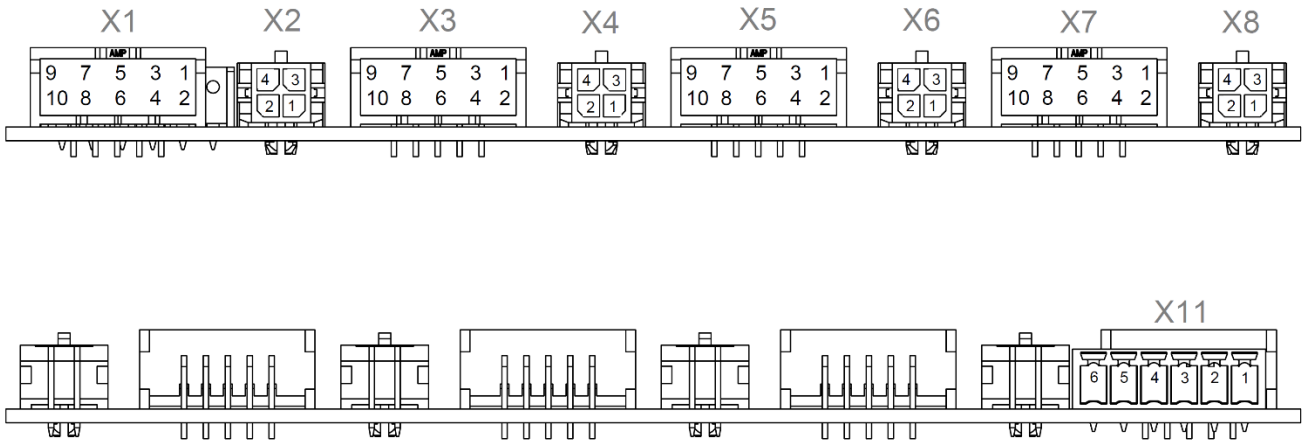 X1 X2 X3 X4 X5 X6 X7 X8
AMP AMP AMP AMP
9 7 5 3 1 4 3 9 7 5 3 1 4 3 9 7 5 3 1 4 3 9 7 5 3 1 4 3
10 8 6 4 2 2 1 10 8 6 4 2 2 1 10 8 6 4 2 2 1 10 8 6 4 2 2 1
X11
6 5 4 3 2 1